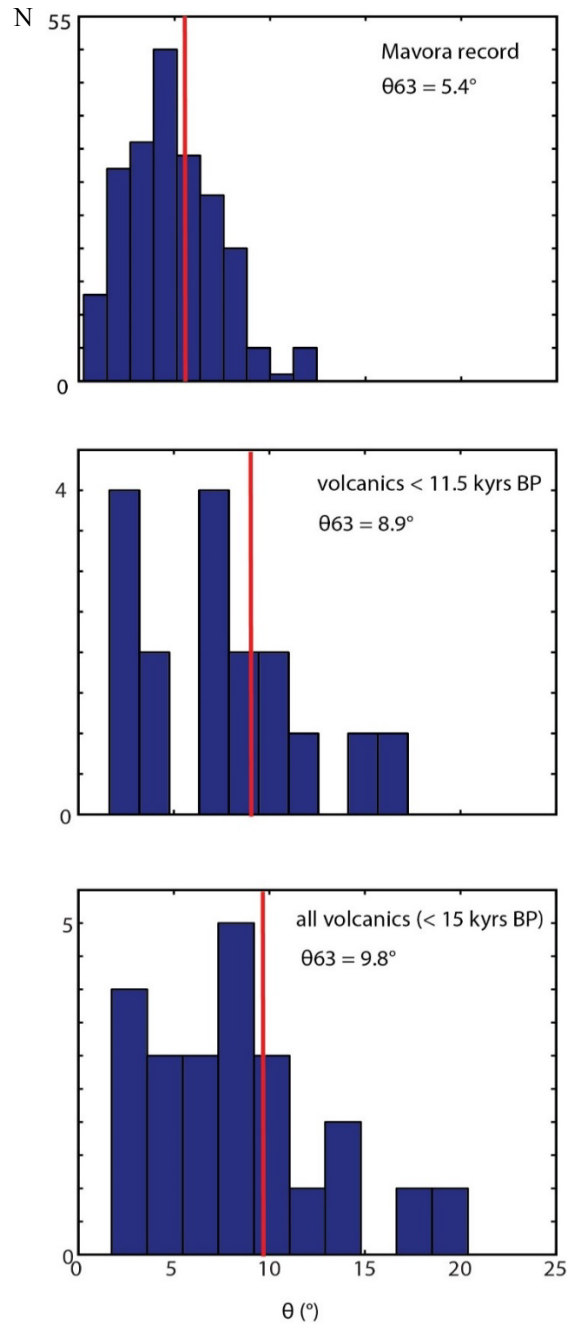 N
55
Mavora record
θ63 = 5.4°
0
4
volcanics < 11.5 kyrs BP
θ63 = 8.9°
0
5
all volcanics (< 15 kyrs BP)
θ63 = 9.8°
0
0 5 10 15 20 25
θ (°)